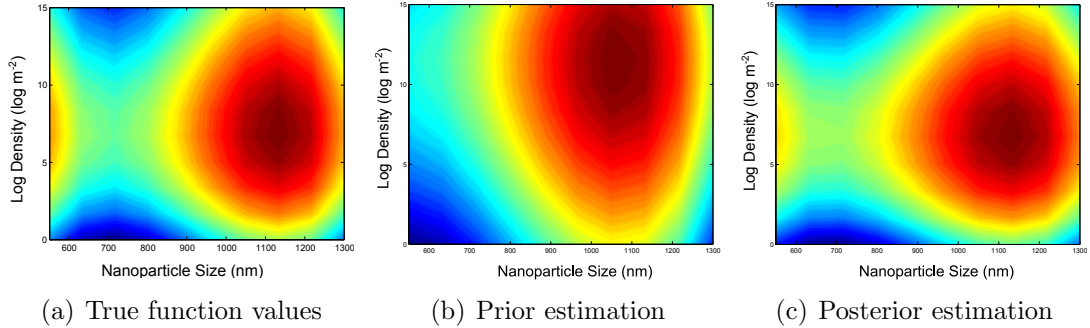 15
10
5
0
Log Density (log m-2)
600 700 800 900 1000 1100 1200 1300
Nanoparticle Size (nm)
(a) True function values
15
10
5
0
Log Density (log m-2)
600 700 800 900 1000 1100 1200 1300
Nanoparticle Size (nm)
(b) Prior estimation
15
10
5
0
Log Density (log m-2)
600 700 800 900 1000 1100 1200 1300
Nanoparticle Size (nm)
(c) Posterior estimation